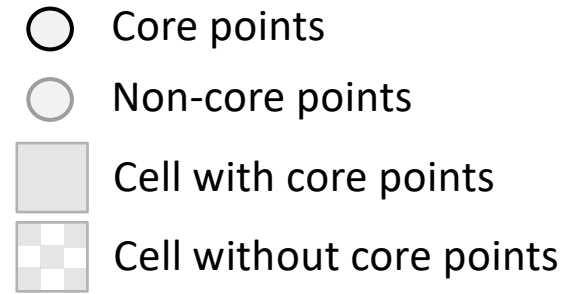 Core points
Non-core points
Cell with core points
Cell without core points